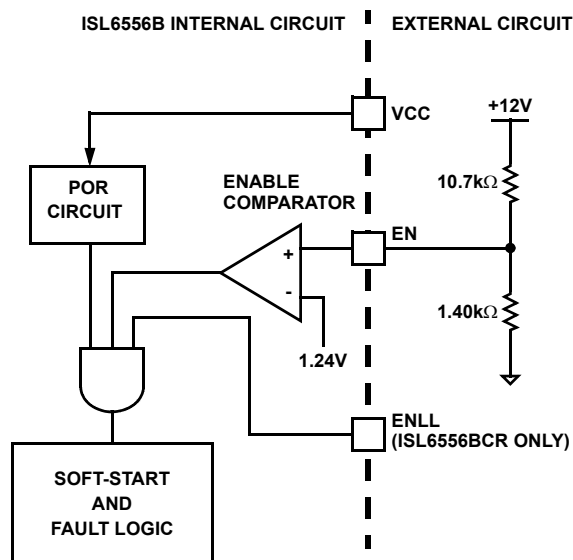 ISL6556B INTERNAL CIRCUIT
EXTERNAL CIRCUIT
VCC
+12V
POR
CIRCUIT
ENABLE
COMPARATOR
10.7kΩ
EN
+
-
1.24V
1.40kΩ
ENLL
(ISL6556BCR ONLY)
SOFT-START
AND
FAULT LOGIC